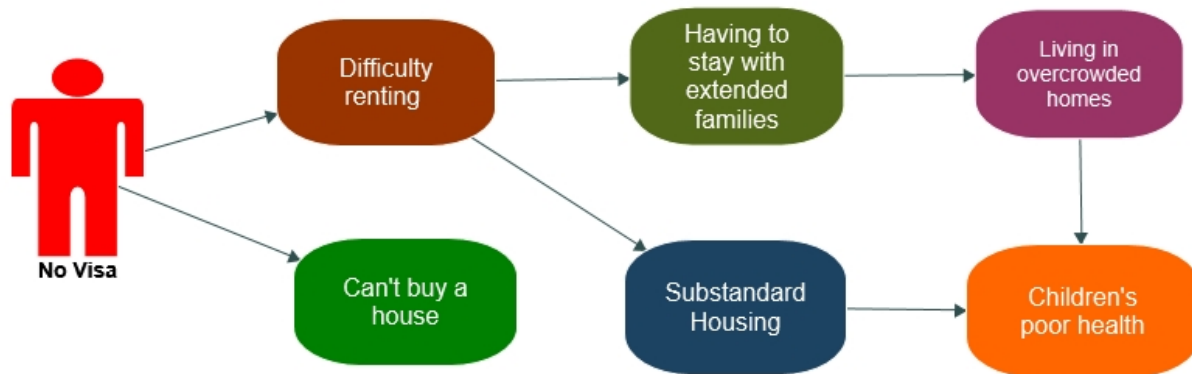 Difficulty
renting
Having to
stay with
extended
families
Living in
overcrowded
homes
No Visa
Can't buy a
house
Substandard
Housing
Children's
poor health